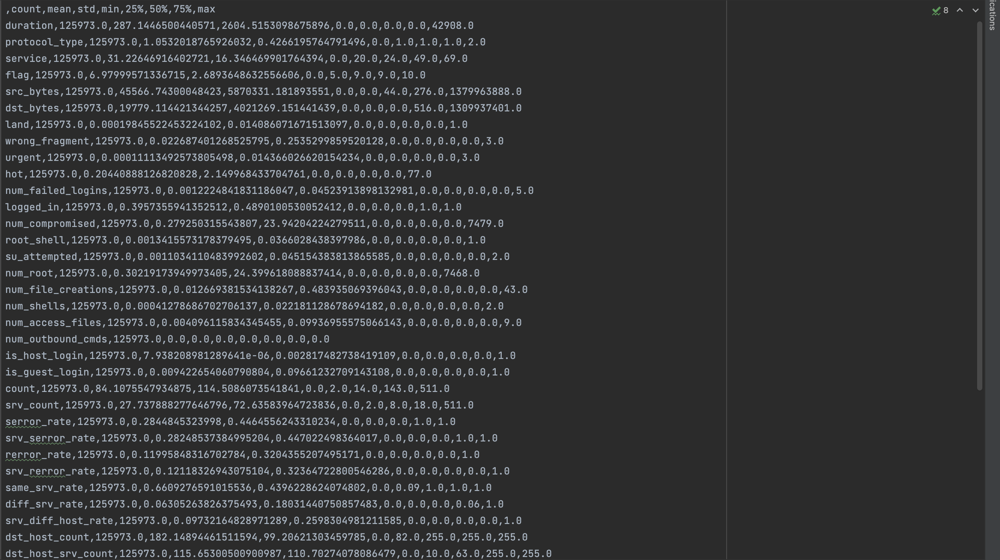 ,count,mean,std,min,25%,50%,75%,max
duration,125973.0,287.1446500440571,2604.5153098675896,0.0,0.0,0.0,0.0,42908.0
protocol_type,125973.0,1.0532018765926032,0.4266195764791496,0.0,1.0,1.0,1.0,2.0
service,125973.0,31.22646916402721,16.346469901764394,0.0,20.0,24.0,49.0,69.0
flag,125973.0,6.97999571336715,2.6893648632556606,0.0,5.0,9.0,9.0,10.0
src_bytes,125973.0,45566.74300048423,5870331.181893551,0.0,0.0,44.0,276.0,1379963888.0
dst_bytes,125973.0,19779.114421344257,4021269.151441439,0.0,0.0,0.0,516.0,1309937401.0
land,125973.0,0.00019845522453224102,0.014086071671513097,0.0,0.0,0.0,0.0,1.0
wrong_fragment,125973.0,0.022687401268525795,0.2535299859520128,0.0,0.0,0.0,0.0,3.0
urgent,125973.0,0.00011113492573805498,0.014366026620154234,0.0,0.0,0.0,0.0,3.0
hot,125973.0,0.20440888126820828,2.149968433704761,0.0,0.0,0.0,0.0,77.0
num_failed_logins,125973.0,0.0012224841831186047,0.04523913898132981,0.0,0.0,0.0,0.0,5.0
logged_in,125973.0,0.3957355941352512,0.4890100530052412,0.0,0.0,0.0,1.0,1.0
num_compromised,125973.0,0.279250315543807,23.94204224279511,0.0,0.0,0.0,0.0,7479.0
root_shell,125973.0,0.0013415573178379495,0.0366028438397986,0.0,0.0,0.0,0.0,1.0
su_attempted,125973.0,0.0011034110483992602,0.045154383813865585,0.0,0.0,0.0,0.0,2.0
num_root,125973.0,0.30219173949973405,24.399618088837414,0.0,0.0,0.0,0.0,7468.0
num_file_creations,125973.0,0.012669381534138267,0.483935069396043,0.0,0.0,0.0,0.0,43.0
num_shells,125973.0,0.00041278686702706137,0.022181128678694182,0.0,0.0,0.0,0.0,2.0
num_access_files,125973.0,0.004096115834345455,0.09936955575066143,0.0,0.0,0.0,0.0,9.0
num_outbound_cmds,125973.0,0.0,0.0,0.0,0.0,0.0,0.0,0.0
is_host_login,125973.0,7.938208981289641e-06,0.002817482738419109,0.0,0.0,0.0,0.0,1.0
is_guest_login,125973.0,0.009422654060790804,0.09661232709143108,0.0,0.0,0.0,0.0,1.0
count,125973.0,84.1075547934875,114.5086073541841,0.0,2.0,14.0,143.0,511.0
srv_count,125973.0,27.737888277646796,72.63583964723836,0.0,2.0,8.0,18.0,511.0
serror_rate,125973.0,0.2844845323998,0.4464556243310234,0.0,0.0,0.0,1.0,1.0
srv_serror_rate,125973.0,0.28248537384995204,0.447022498364017,0.0,0.0,0.0,1.0,1.0
rerror_rate,125973.0,0.11995848316702784,0.3204355207495171,0.0,0.0,0.0,0.0,1.0
srv_rerror_rate,125973.0,0.12118326943075104,0.32364722800546286,0.0,0.0,0.0,0.0,1.0
same_srv_rate,125973.0,0.6609276591015536,0.4396228624074802,0.0,0.09,1.0,1.0,1.0
diff_srv_rate,125973.0,0.06305263826375493,0.18031440750857483,0.0,0.0,0.0,0.06,1.0
srv_diff_host_rate,125973.0,0.09732164828971289,0.2598304981211585,0.0,0.0,0.0,0.0,1.0
dst_host_count,125973.0,182.14894461511594,99.20621303459785,0.0,82.0,255.0,255.0,255.0
dst_host_srv_count,125973.0,115.65300500900987,110.70274078086479,0.0,10.0,63.0,255.0,255.0
8
ications